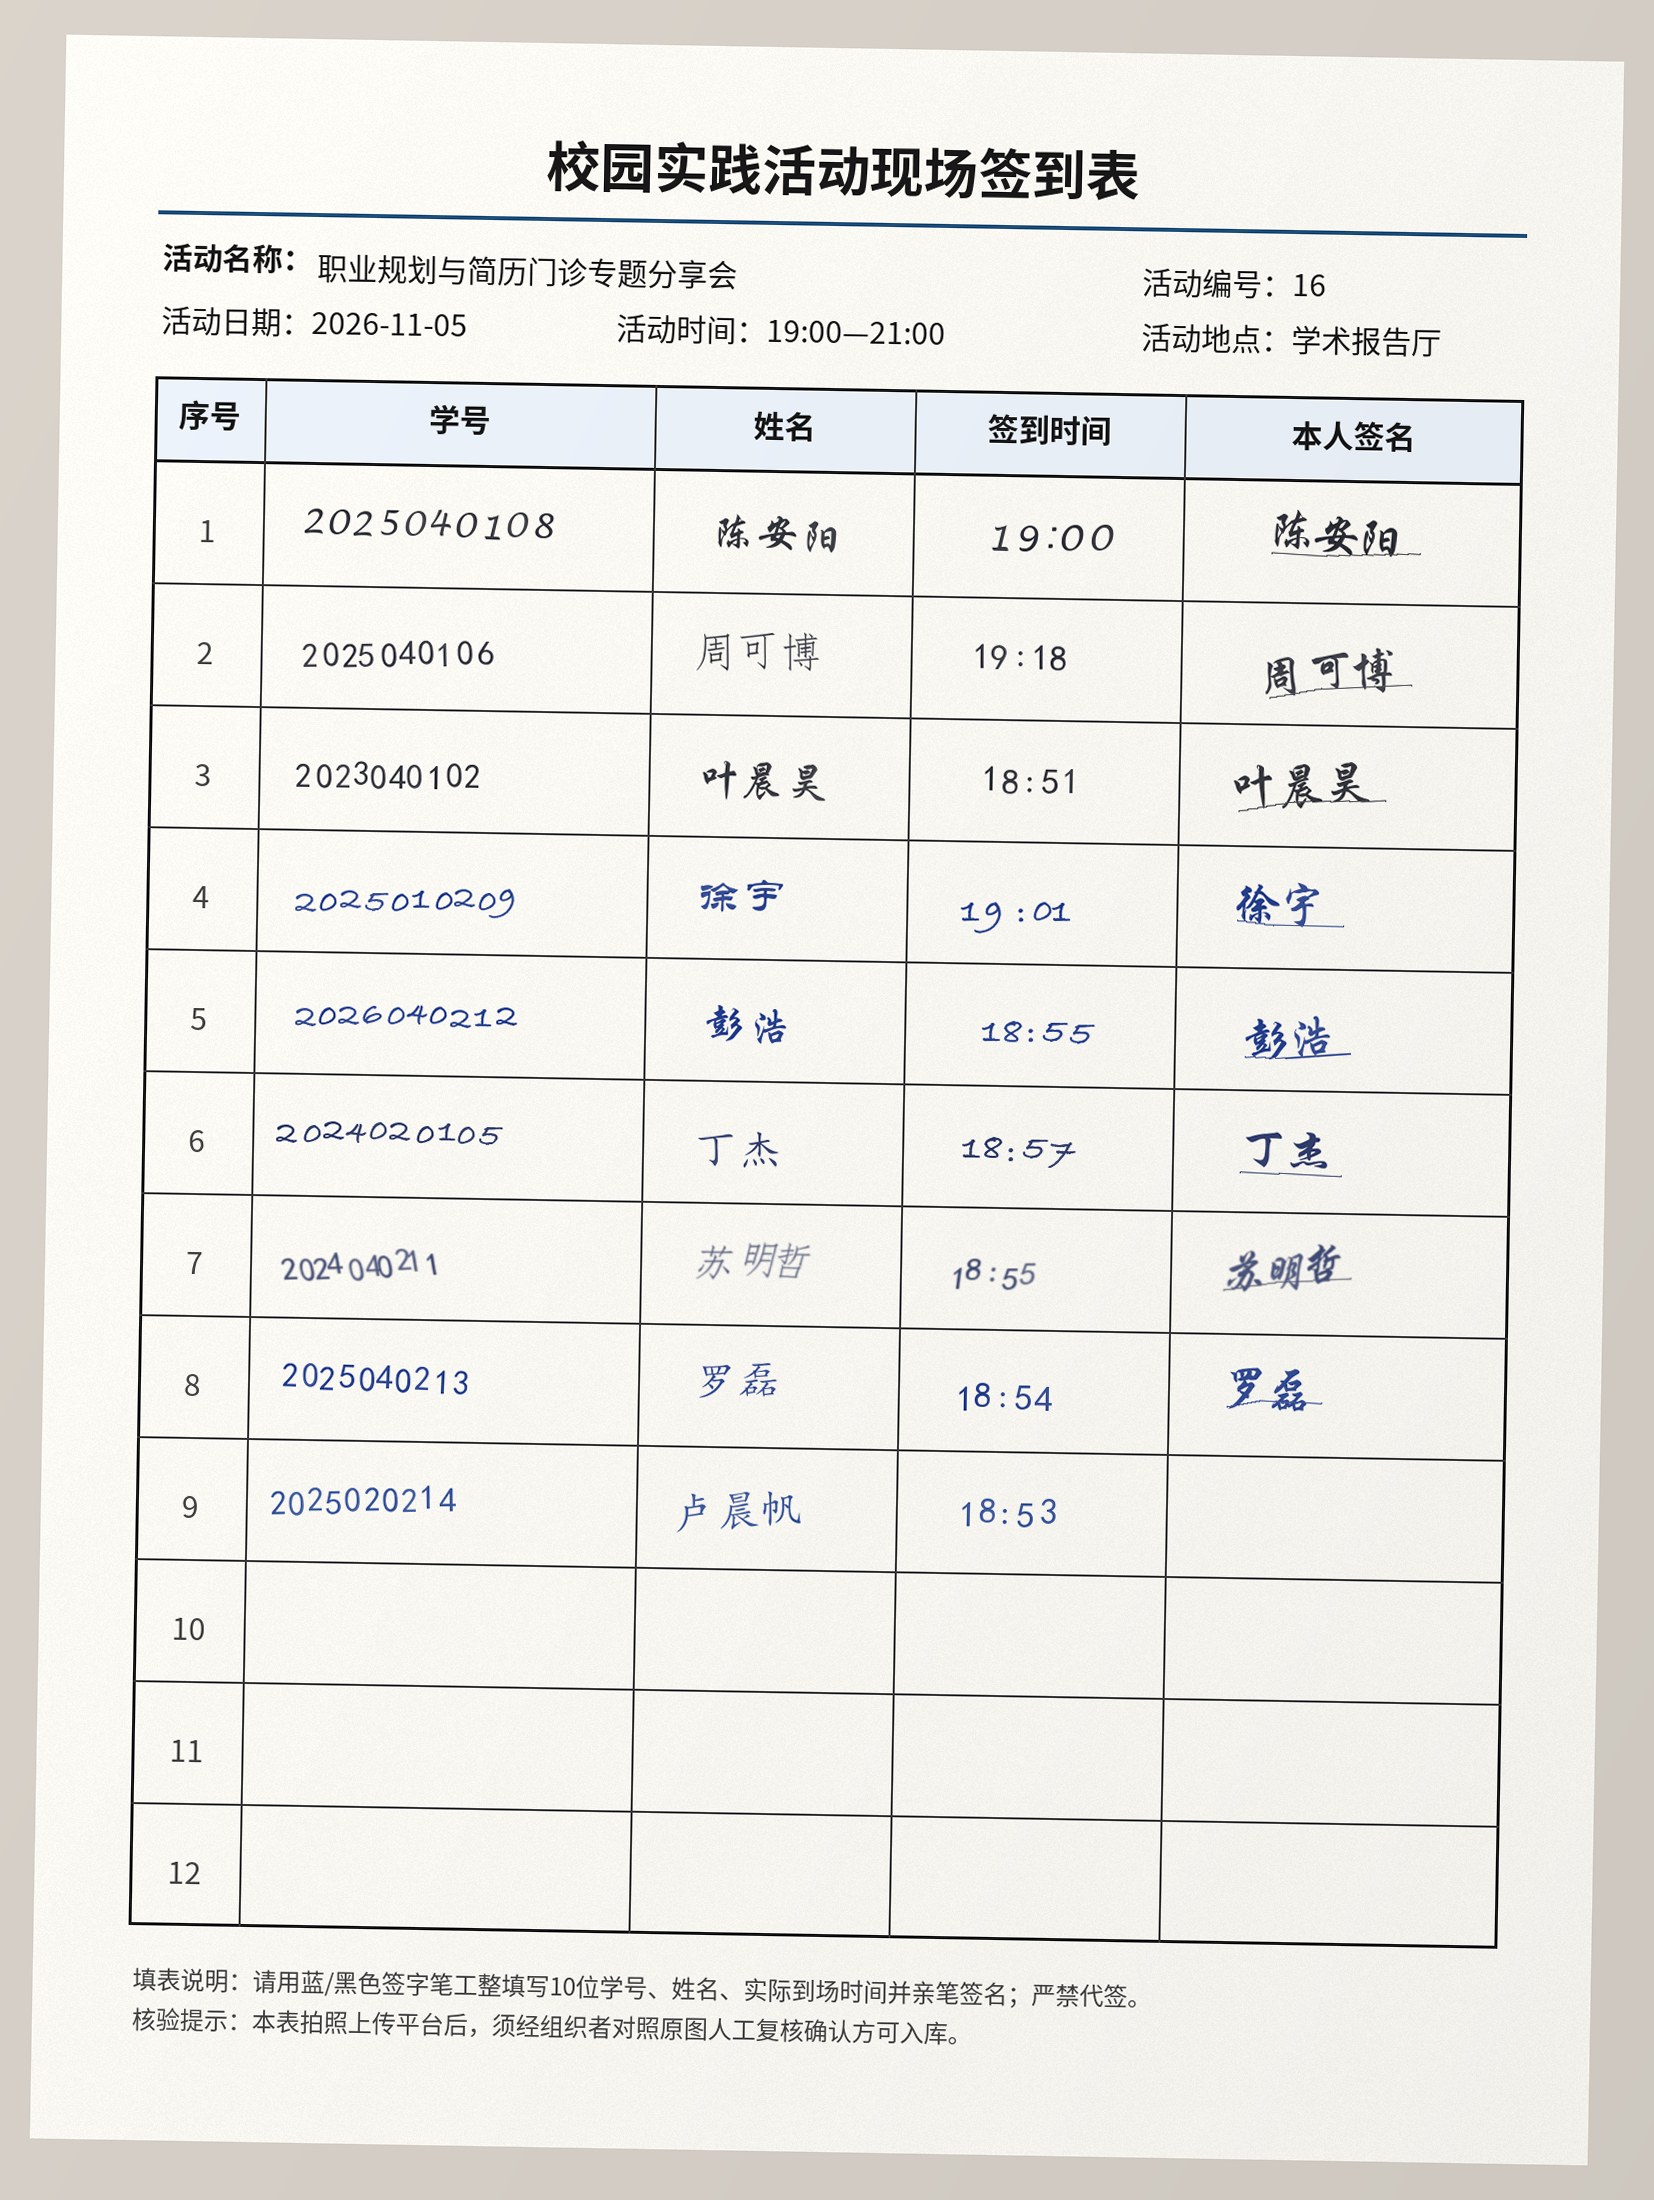 校园实践活动现场签到表
活动名称： 职业规划与简历门诊专题分享会 活动编号：16
活动日期：2026-11-05 活动时间：19:00—21:00 活动地点：学术报告厅
序号 学号 姓名 签到时间 本人签名
1 2025040108 陈安阳 19:00 陈安阳
2 2025040106 周可博 19:18 周可博
3 2023040102 叶晨昊 18:51 叶晨昊
4 2025010209 徐宇 19:01 徐宇
5 2026040212 彭浩 18:55 彭浩
6 2024020105 丁杰 18:57 丁杰
7 2024040211 苏明哲 18:55 苏明哲
8 2025040213 罗磊 18:54 罗磊
9 2025020214 卢晨帆 18:53
10
11
12
填表说明：请用蓝/黑色签字笔工整填写10位学号、姓名、实际到场时间并亲笔签名；严禁代签。
核验提示：本表拍照上传平台后，须经组织者对照原图人工复核确认方可入库。